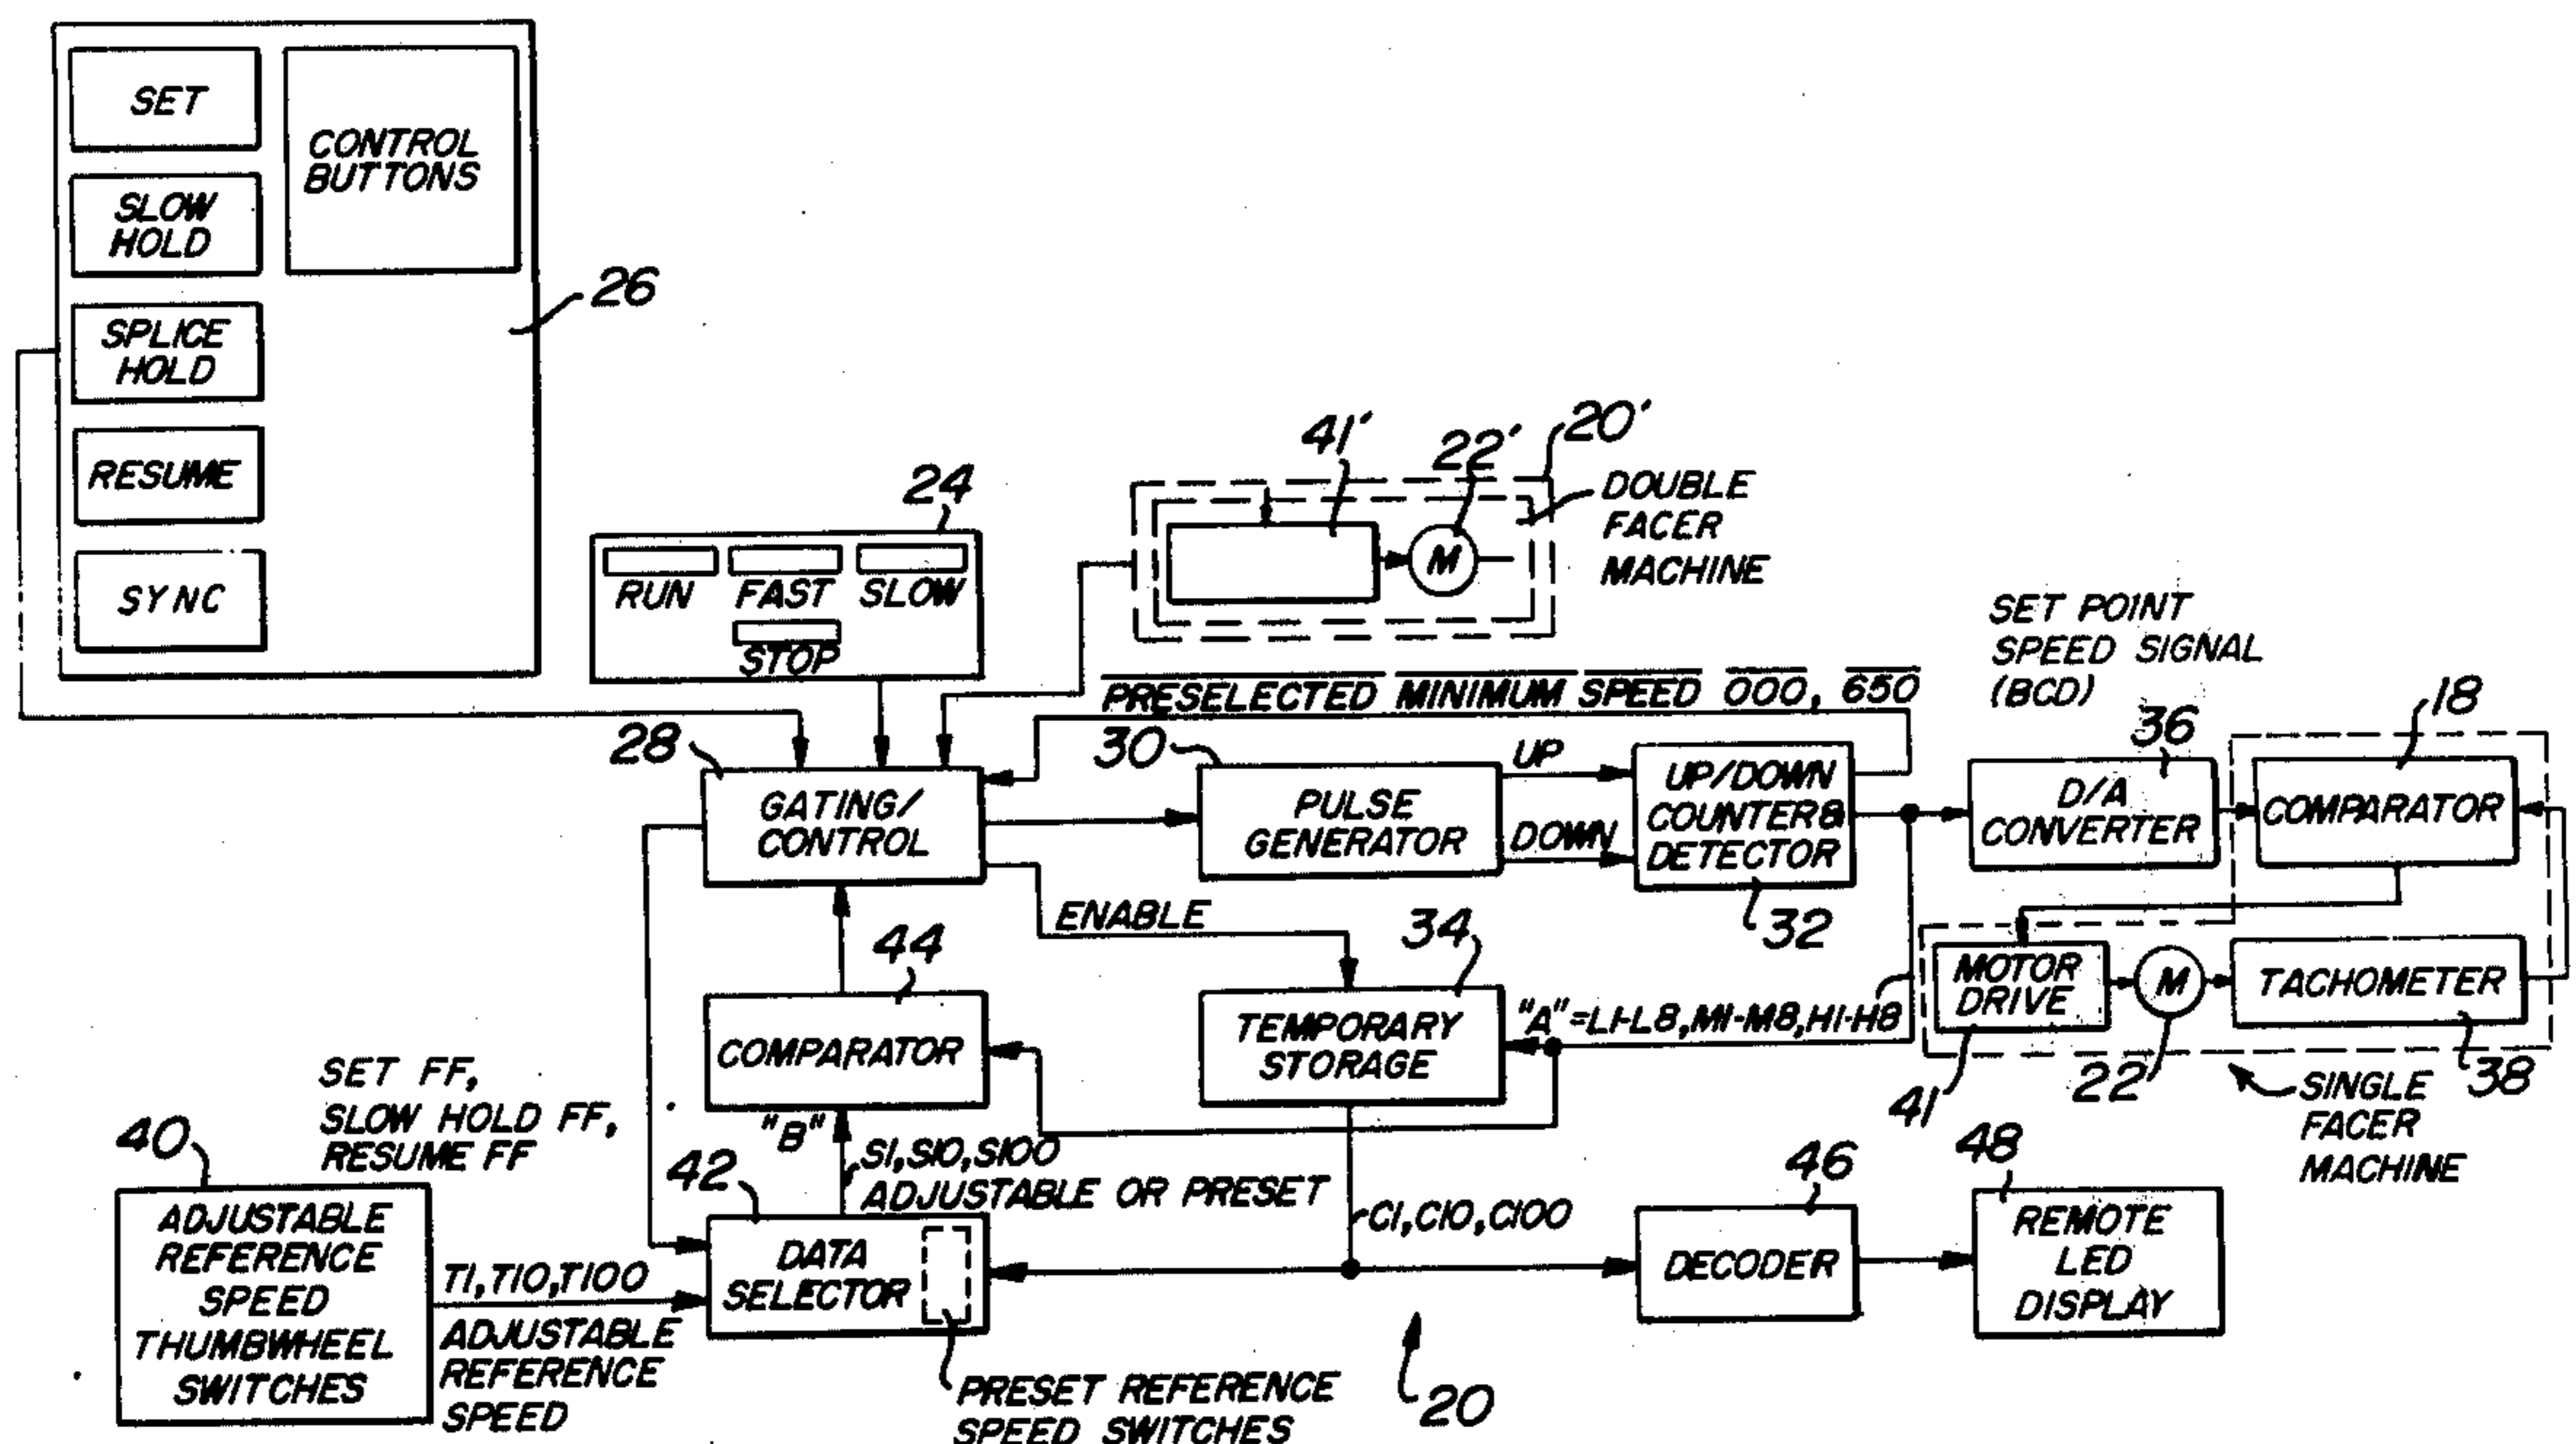 SET
CONTROL
BUTTONS
SLOW
HOLD
26
SPLICE
HOLD
RESUME
SYNC
24
RUN FAST SLOW
STOP
41'
22'
20'
DOUBLE
FACER
MACHINE
M
PRESELECTED MINIMUM SPEED 000, 650
SET POINT
SPEED SIGNAL
(BCD)
28
GATING/
CONTROL
30
PULSE
GENERATOR
UP
DOWN
UP/DOWN
COUNTER&
DETECTOR
32
36
D/A
CONVERTER
18
COMPARATOR
ENABLE
44
COMPARATOR
34
TEMPORARY
STORAGE
"A"=L1-L8,M1-M8,H1-H8
MOTOR
DRIVE
41
M
22
TACHOMETER
38
SINGLE
FACER
MACHINE
SET FF,
SLOW HOLD FF,
RESUME FF
40
ADJUSTABLE
REFERENCE
SPEED
THUMBWHEEL
SWITCHES
T1,T10,T100
ADJUSTABLE
REFERENCE
SPEED
"B"
S1,S10,S100
ADJUSTABLE OR PRESET
42
DATA
SELECTOR
PRESET REFERENCE
SPEED SWITCHES
C1,C10,C100
20
46
DECODER
48
REMOTE
LED
DISPLAY